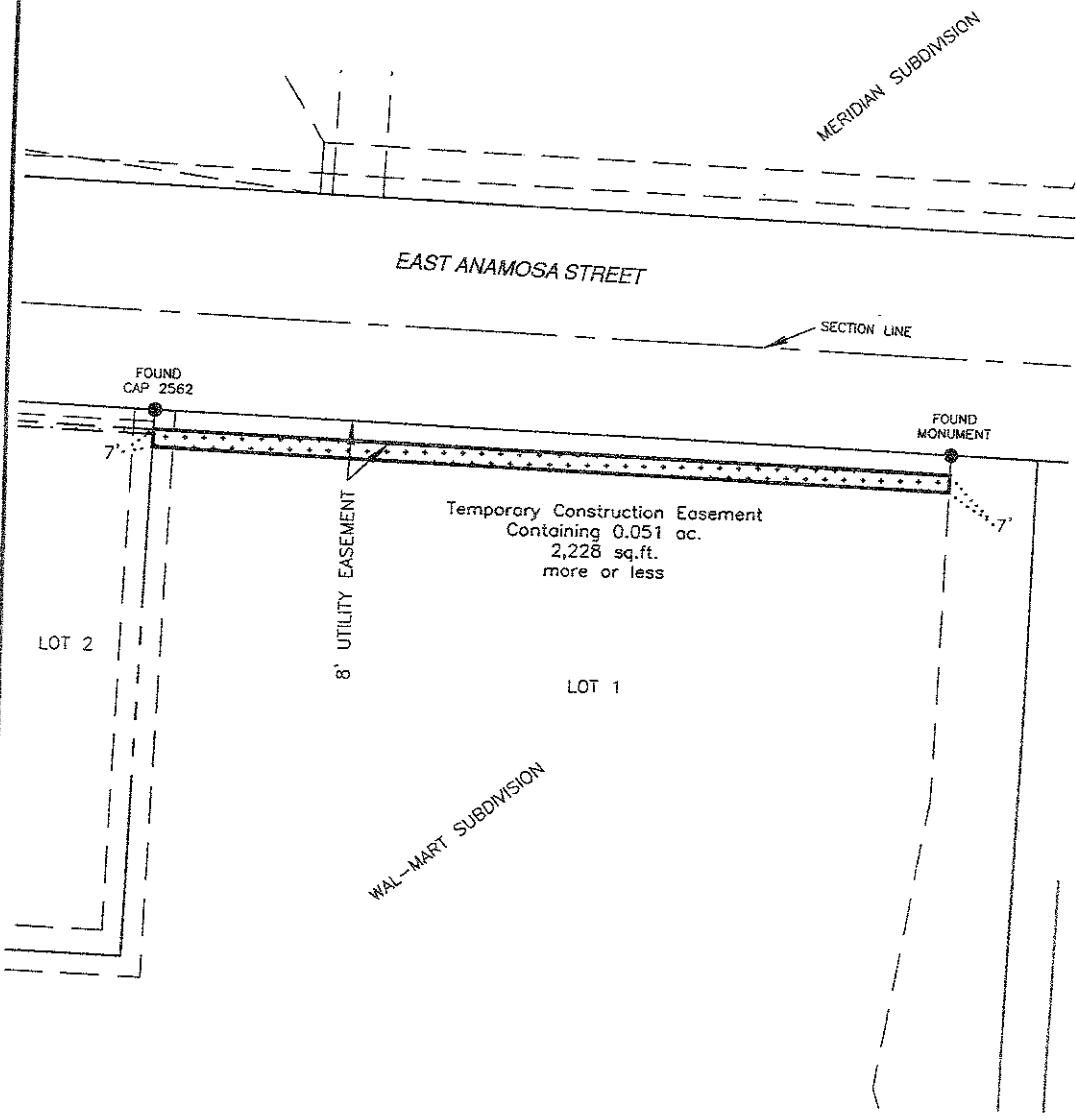 MERIDIAN SUBDIVISION
EAST ANAMOSA STREET
SECTION LINE
FOUND
CAP 2562
FOUND
MONUMENT
7'
7'
8' UTILITY EASEMENT
Temporary Construction Easement
Containing 0.051 ac.
2,228 sq.ft.
more or less
LOT 2
LOT 1
WAL-MART SUBDIVISION